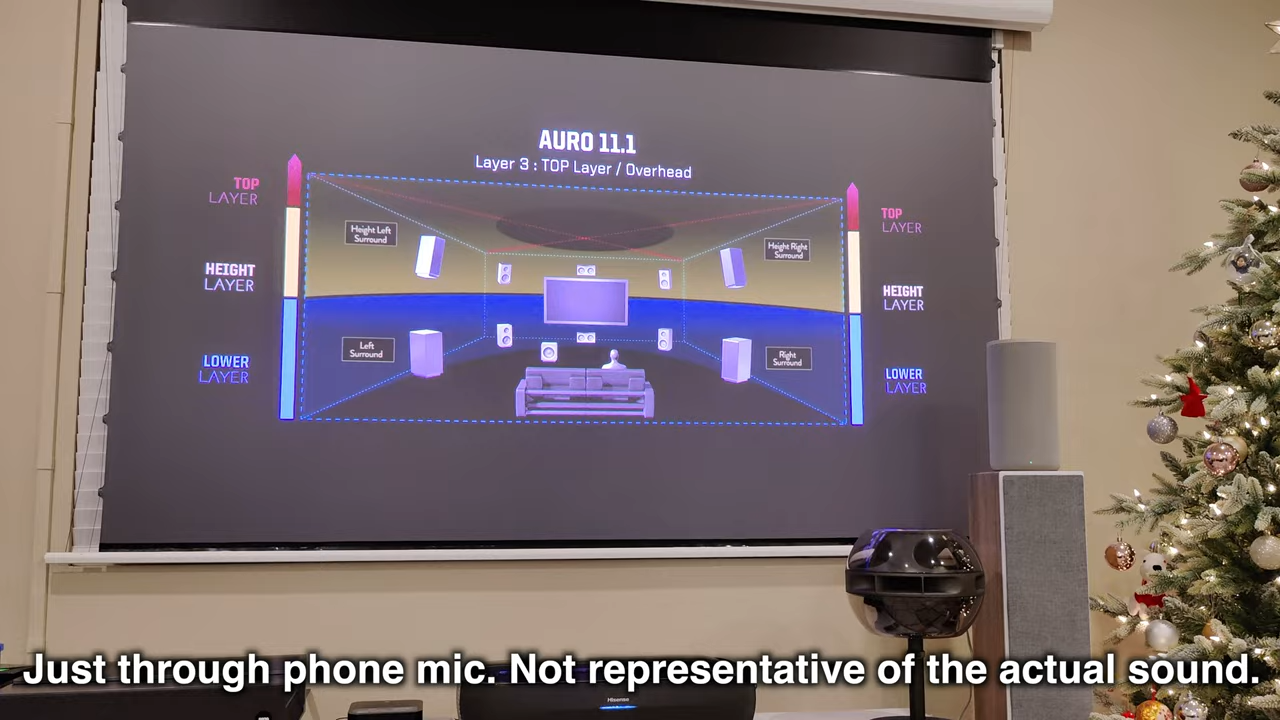 AURO 11.1
Layer 3 : TOP Layer / Overhead
TOP
LAYER
TOP
LAYER
Height Left
Surround
Height Right
Surround
HEIGHT
LAYER
HEIGHT
LAYER
Left
Surround
Right
Surround
LOWER
LAYER
LOWER
LAYER
Just through phone mic. Not representative of the actual sound.
Hisense